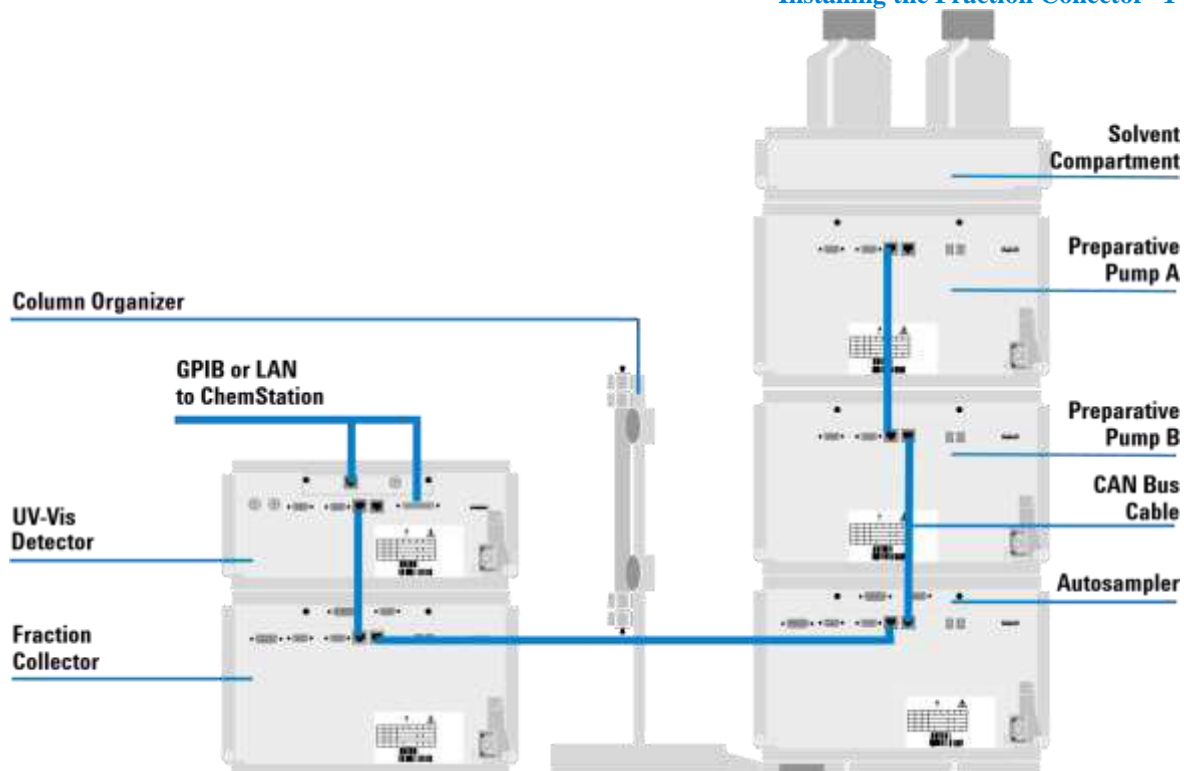 Installing the Fraction Collector 1
Solvent
Compartment
Preparative
Pump A
Column Organizer
GPIB or LAN
to ChemStation
Preparative
Pump B
CAN Bus
Cable
UV-Vis
Detector
Autosampler
Fraction
Collector